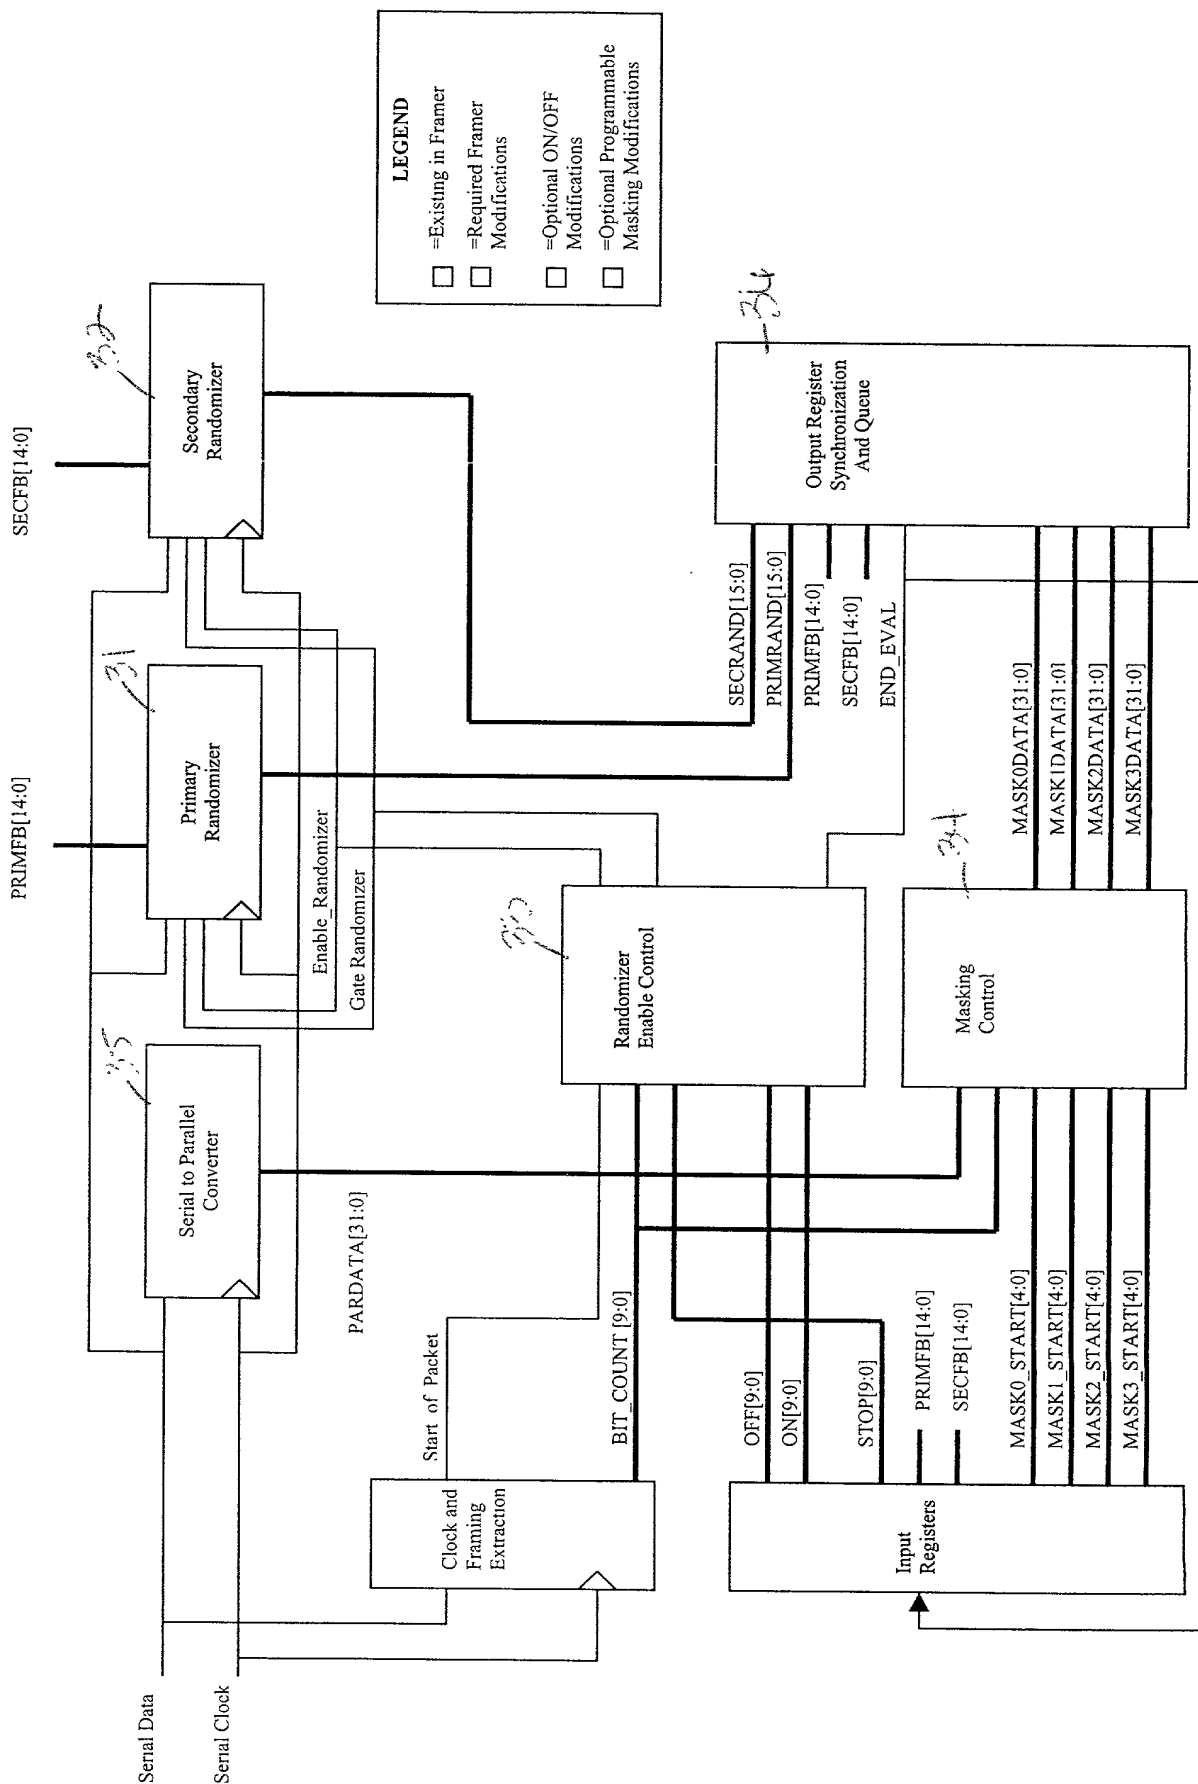 Serial Data
Serial Clock
Clock and
Framing
Extraction
Input
Registers
Start of Packet
BIT_COUNT [9:0]
OFF[9:0]
ON[9:0]
STOP[9:0]
PRIMFB[14:0]
SECFB[14:0]
MASK0_START[4:0]
MASK1_START[4:0]
MASK2_START[4:0]
MASK3_START[4:0]
35
Serial to Parallel
Converter
PARDATA[31:0]
Randomizer
Enable Control
Masking
Control
PRIMFB[14:0]
31
Primary
Randomizer
Enable_Randomizer
Gate Randomizer
SECFB[14:0]
32
Secondary
Randomizer
SECRAND[15:0]
PRIMRAND[15:0]
PRIMFB[14:0]
SECFB[14:0]
END_EVAL
MASK0DATA[31:0]
MASK1DATA[31:0]
MASK2DATA[31:0]
MASK3DATA[31:0]
Output Register
Synchronization
And Queue
LEGEND
=Existing in Framer
=Required Framer
Modifications
=Optional ON/OFF
Modifications
=Optional Programmable
Masking Modifications